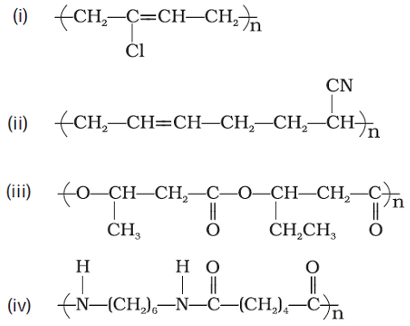 (i) -(CH₂—C=CH—CH₂-)n
Cl
CN
(ii) -(CH₂—CH=CH—CH₂—CH₂—CH-)n
(iii) -(O—CH—CH₂—C—O—CH—CH₂—C-)n
CH₃ O CH₂CH₃ O
H H O O
(iv) -(N—(CH₂)₆—N—C—(CH₂)₄—C-)n